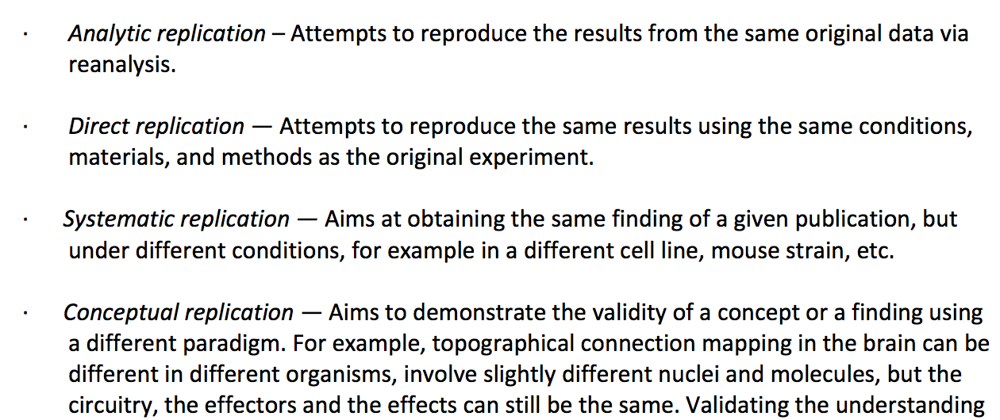 · Analytic replication – Attempts to reproduce the results from the same original data via
reanalysis.
· Direct replication — Attempts to reproduce the same results using the same conditions,
materials, and methods as the original experiment.
· Systematic replication — Aims at obtaining the same finding of a given publication, but
under different conditions, for example in a different cell line, mouse strain, etc.
· Conceptual replication — Aims to demonstrate the validity of a concept or a finding using
a different paradigm. For example, topographical connection mapping in the brain can be
different in different organisms, involve slightly different nuclei and molecules, but the
circuitry, the effectors and the effects can still be the same. Validating the understanding